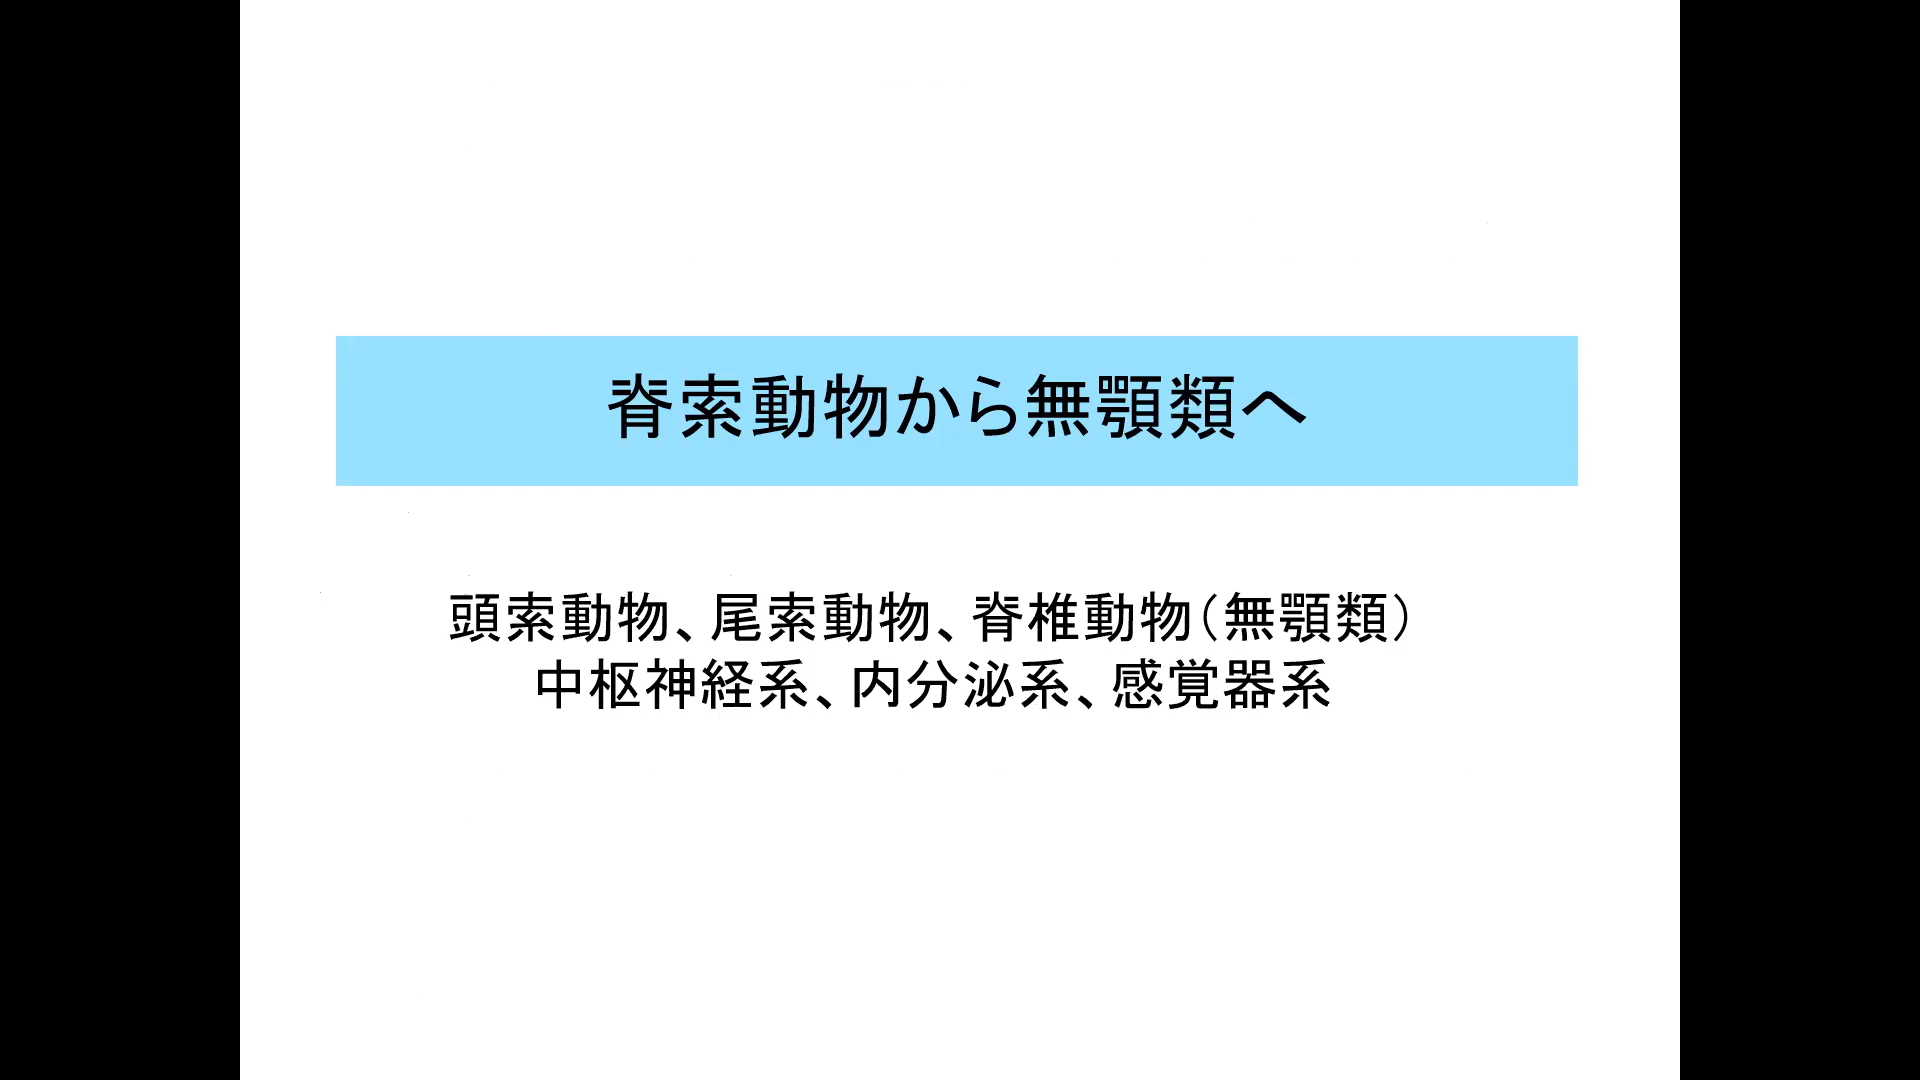 脊索動物から無顎類へ
頭索動物、尾索動物、脊椎動物（無顎類）
中枢神経系、内分泌系、感覚器系